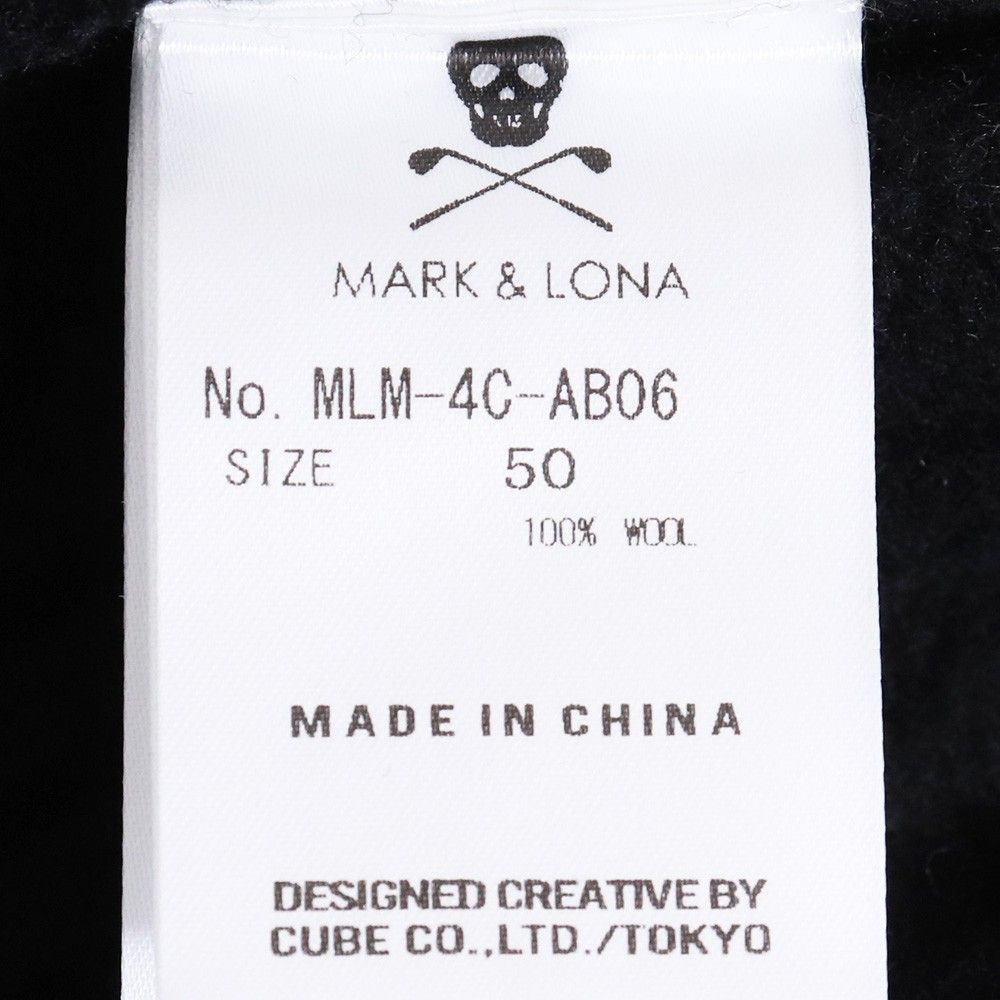 MARK & LONA
No. MLM-4C-AB06
SIZE 50
100% WOOL
MADE IN CHINA
DESIGNED CREATIVE BY
CUBE CO.,LTD./TOKYO